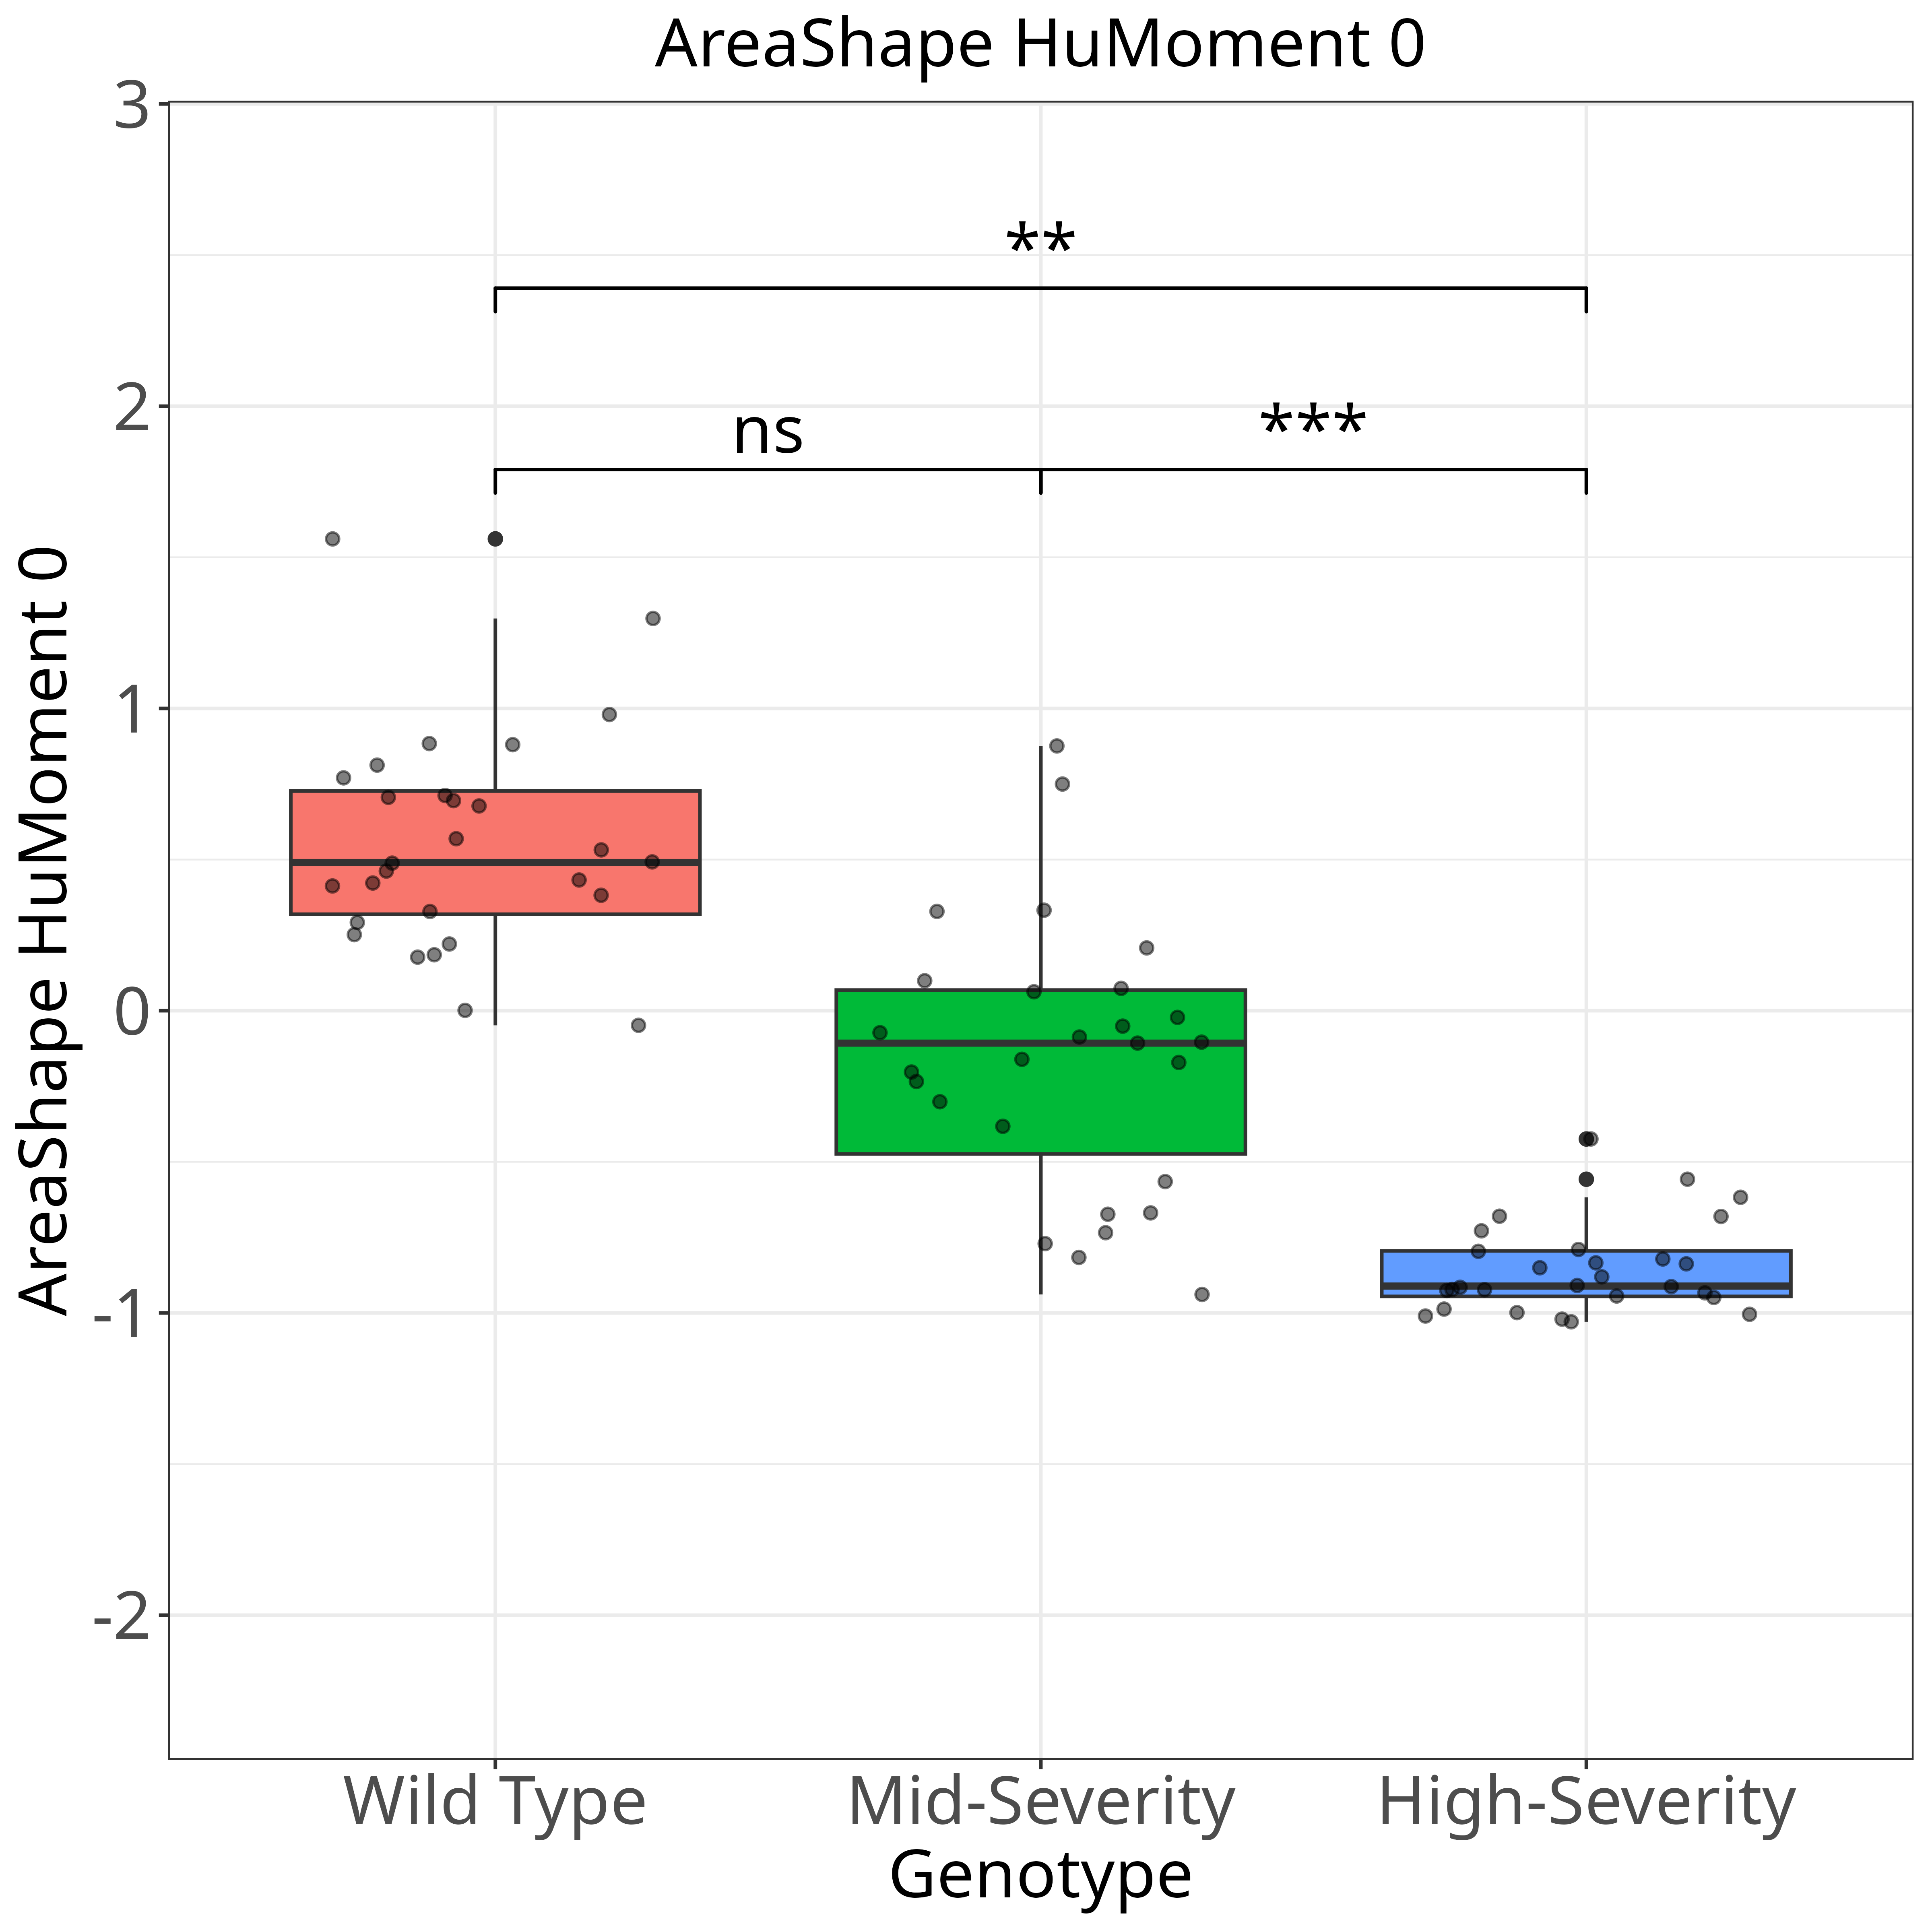 AreaShape HuMoment 0
AreaShape HuMoment 0
3
2
1
0
-1
-2
**
ns
***
Wild Type
Mid-Severity
High-Severity
Genotype